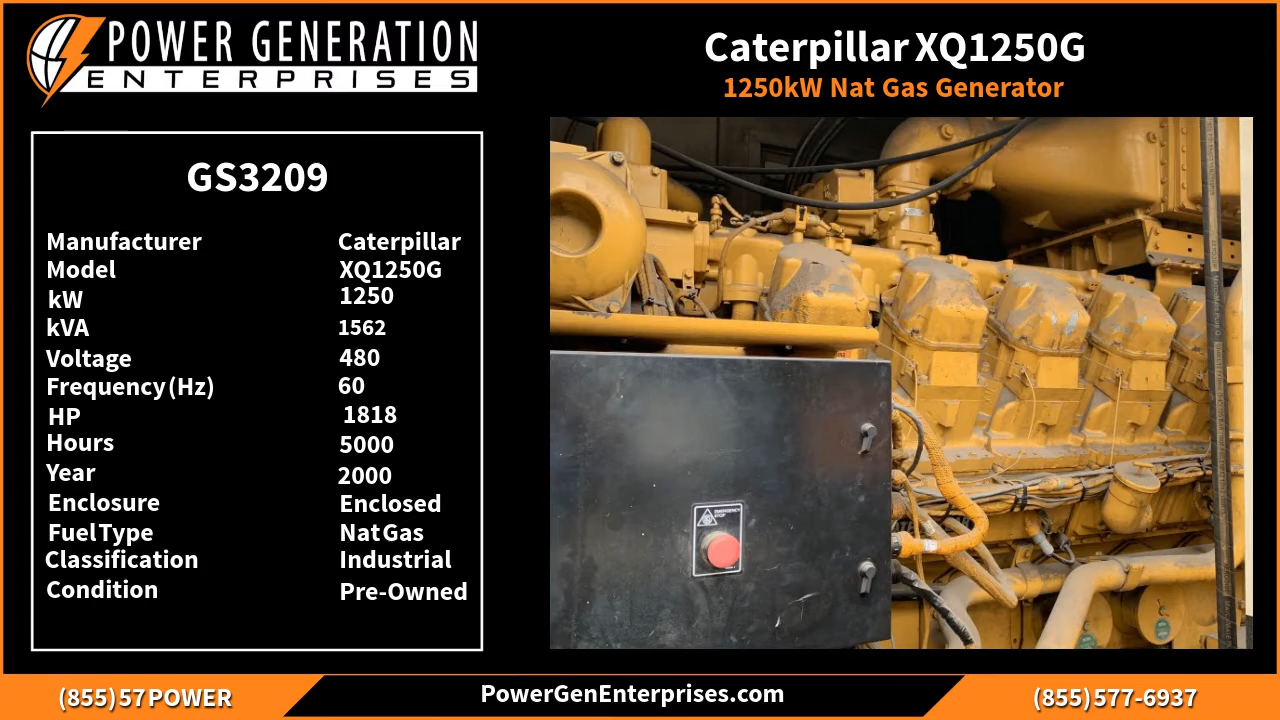 POWER GENERATION
ENTERPRISES
Caterpillar XQ1250G
1250kW Nat Gas Generator
GS3209
Manufacturer Caterpillar
Model XQ1250G
kW 1250
kVA 1562
Voltage 480
Frequency (Hz) 60
HP 1818
Hours 5000
Year 2000
Enclosure Enclosed
Fuel Type Nat Gas
Classification Industrial
Condition Pre-Owned
EMERGENCY
STOP
(855) 57 POWER
PowerGenEnterprises.com
(855) 577-6937